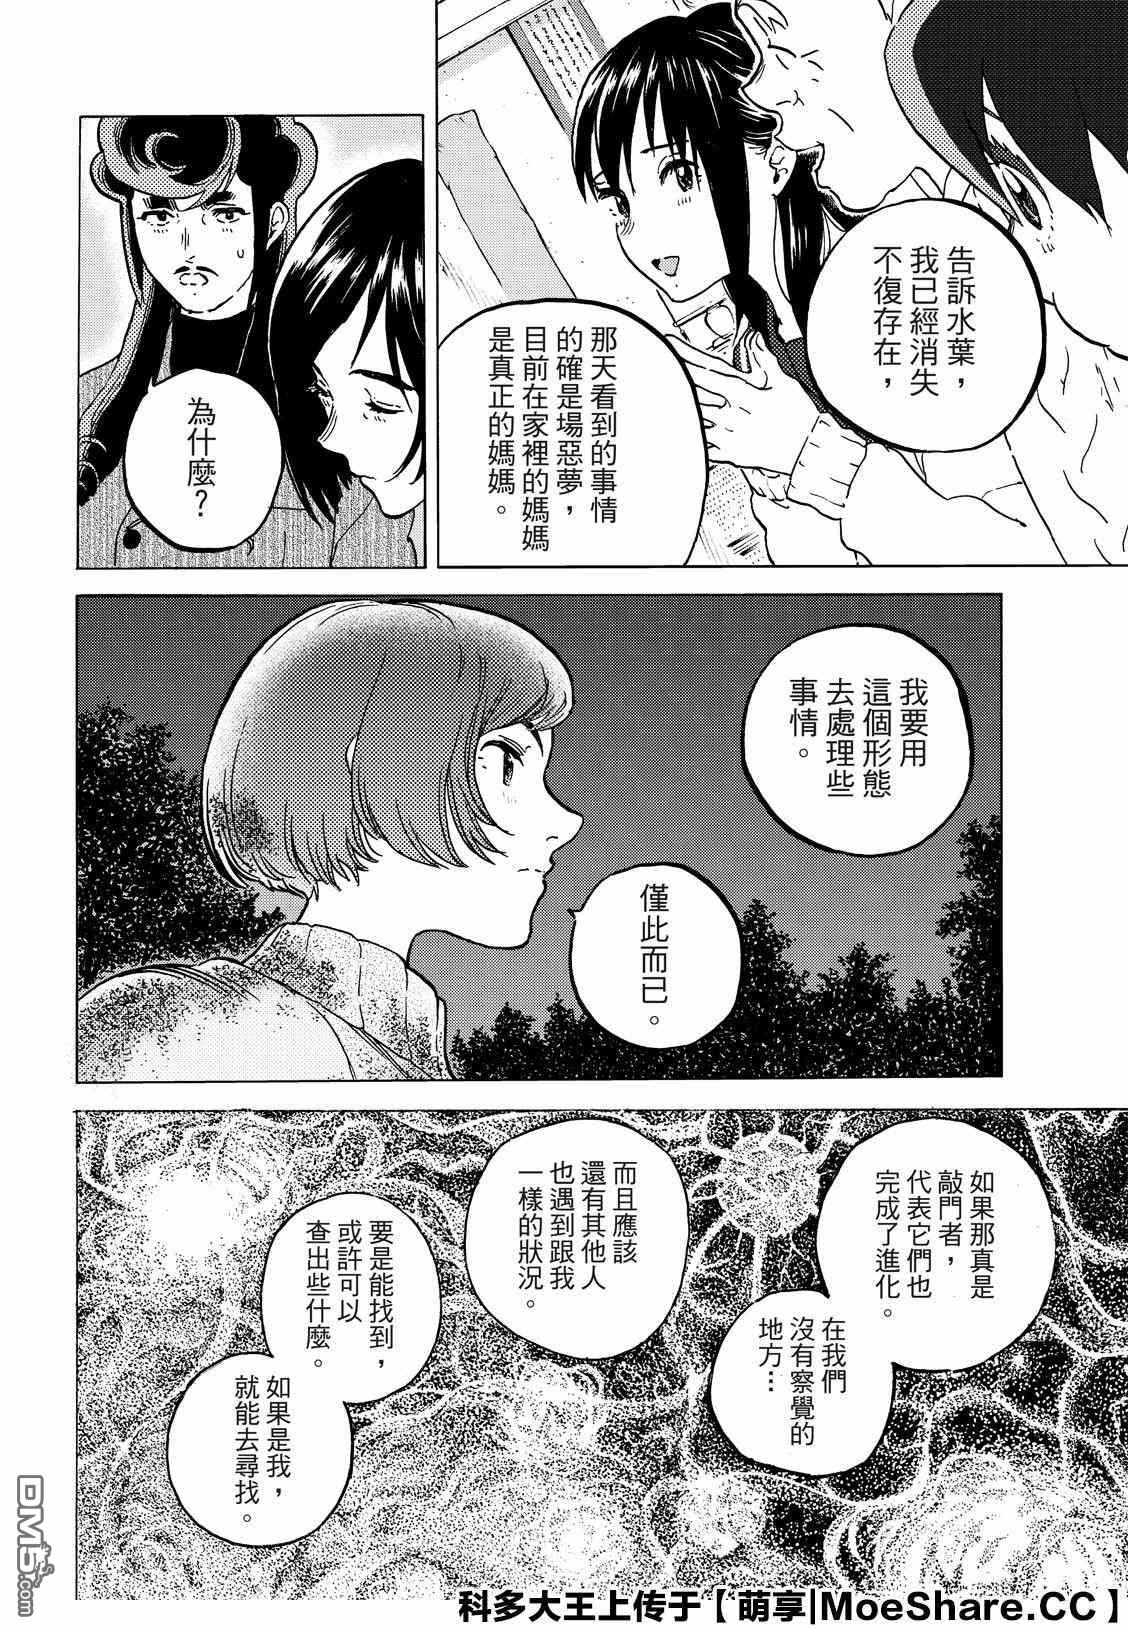 告訴水葉，
我已經消失
不復存在，
那天看到的事情
的確是場惡夢，
目前在家裡的媽媽
是真正的媽媽。
為什麼？
我要用
這個形態
去處理些
事情。
僅此而已。
如果那真是
敲門者，
代表它們也
完成了進化。
在我們
沒有察覺的
地方…
而且應該
還有其他人
也遇到跟我
一樣的狀況。
要是能找到，
或許可以
查出些什麼。
如果是我，
就能去尋找。
DM5.com
科多大王上传于【萌享|MoeShare.CC】